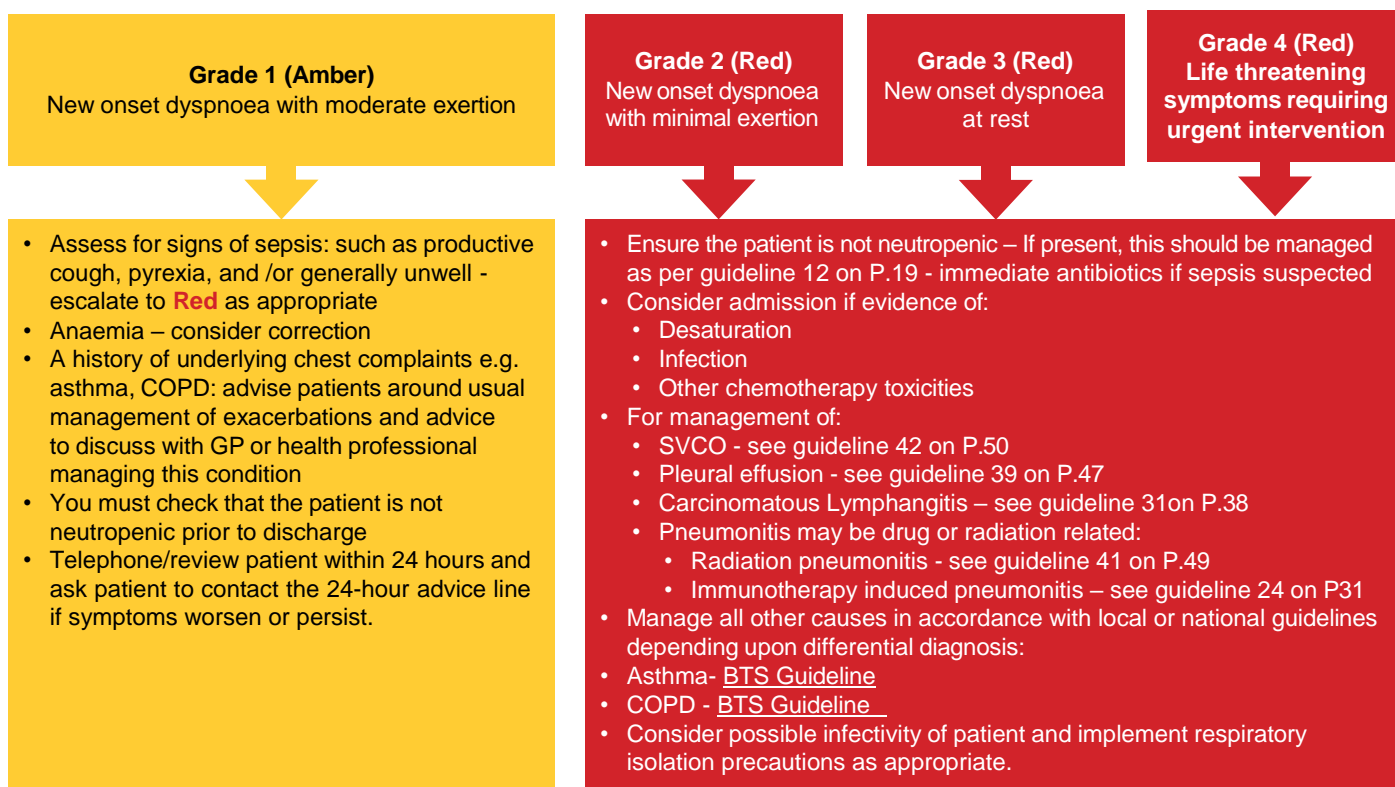 Grade 1 (Amber)
New onset dyspnoea with moderate exertion
Grade 2 (Red)
New onset dyspnoea
with minimal exertion
Grade 3 (Red)
New onset dyspnoea
at rest
Grade 4 (Red)
Life threatening
symptoms requiring
urgent intervention
• Assess for signs of sepsis: such as productive
cough, pyrexia, and /or generally unwell -
escalate to Red as appropriate
• Anaemia – consider correction
• A history of underlying chest complaints e.g.
asthma, COPD: advise patients around usual
management of exacerbations and advice
to discuss with GP or health professional
managing this condition
• You must check that the patient is not
neutropenic prior to discharge
• Telephone/review patient within 24 hours and
ask patient to contact the 24-hour advice line
if symptoms worsen or persist.
• Ensure the patient is not neutropenic – If present, this should be managed
as per guideline 12 on P.19 - immediate antibiotics if sepsis suspected
• Consider admission if evidence of:
• Desaturation
• Infection
• Other chemotherapy toxicities
• For management of:
• SVCO - see guideline 42 on P.50
• Pleural effusion - see guideline 39 on P.47
• Carcinomatous Lymphangitis – see guideline 31on P.38
• Pneumonitis may be drug or radiation related:
• Radiation pneumonitis - see guideline 41 on P.49
• Immunotherapy induced pneumonitis – see guideline 24 on P31
• Manage all other causes in accordance with local or national guidelines
depending upon differential diagnosis:
• Asthma- BTS Guideline
• COPD - BTS Guideline
• Consider possible infectivity of patient and implement respiratory
isolation precautions as appropriate.